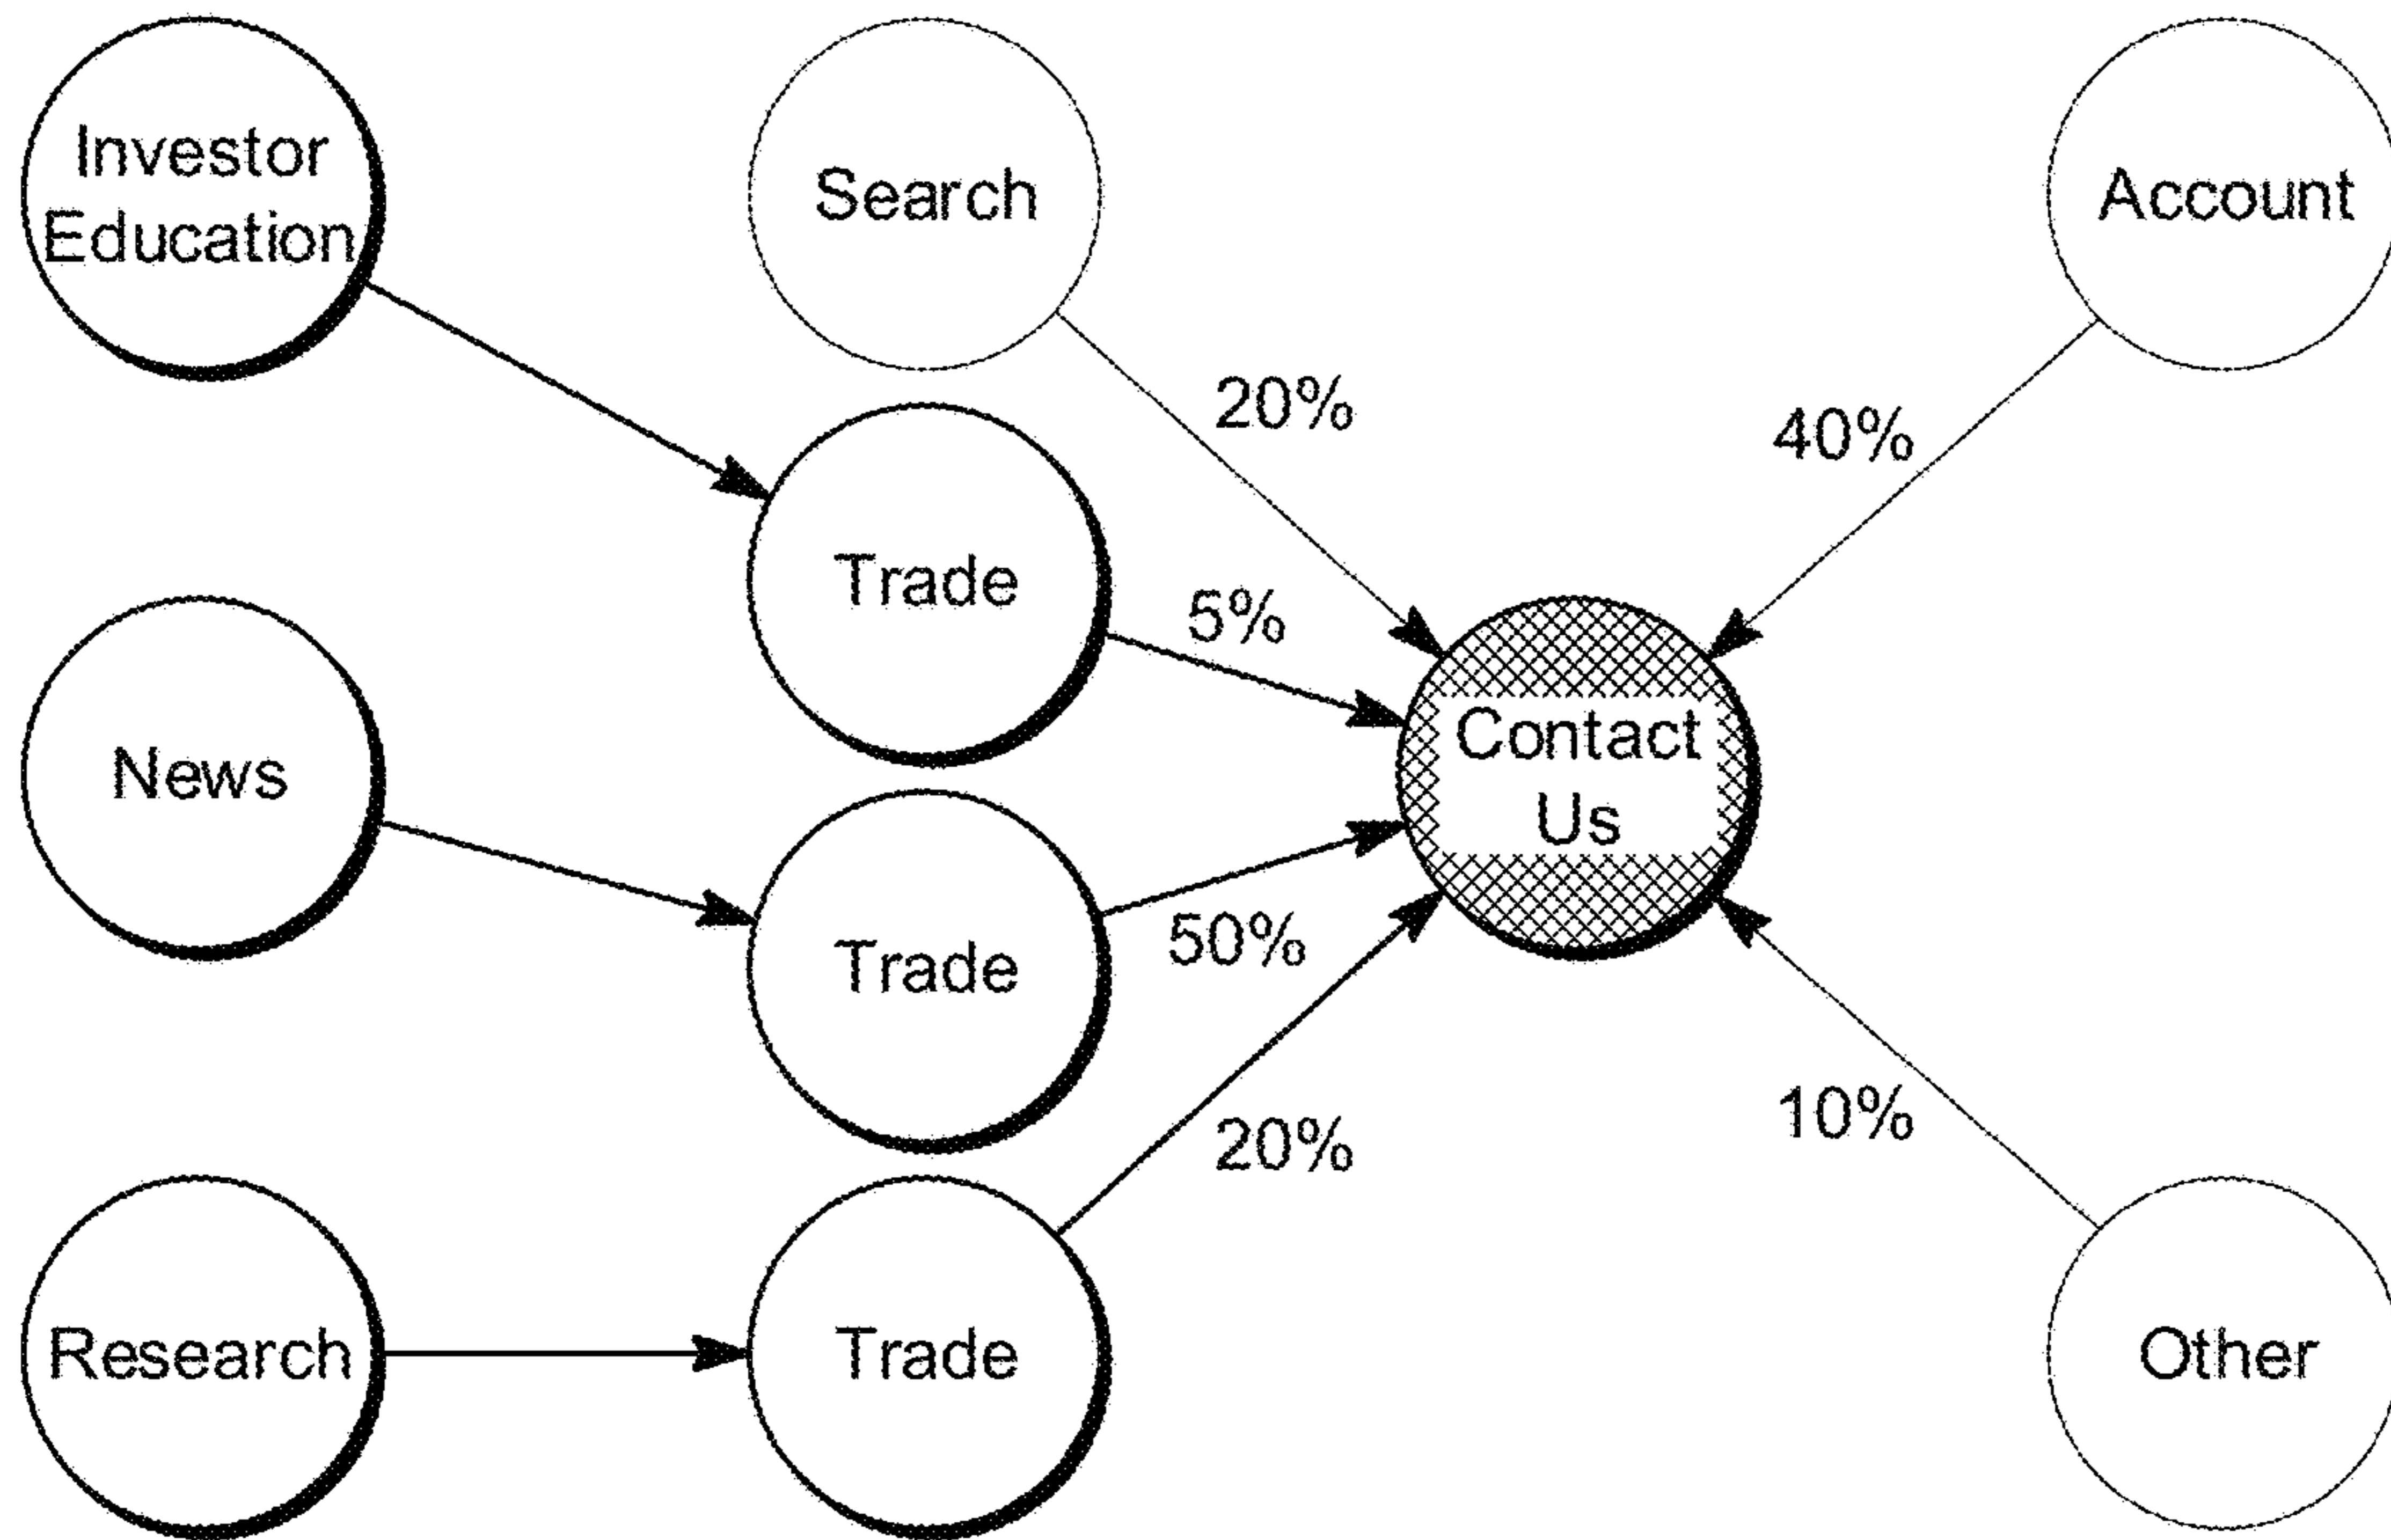 Investor
Education
Search
Account
20%
40%
Trade
5%
News
Contact
Us
Trade
50%
20%
10%
Research
Trade
Other